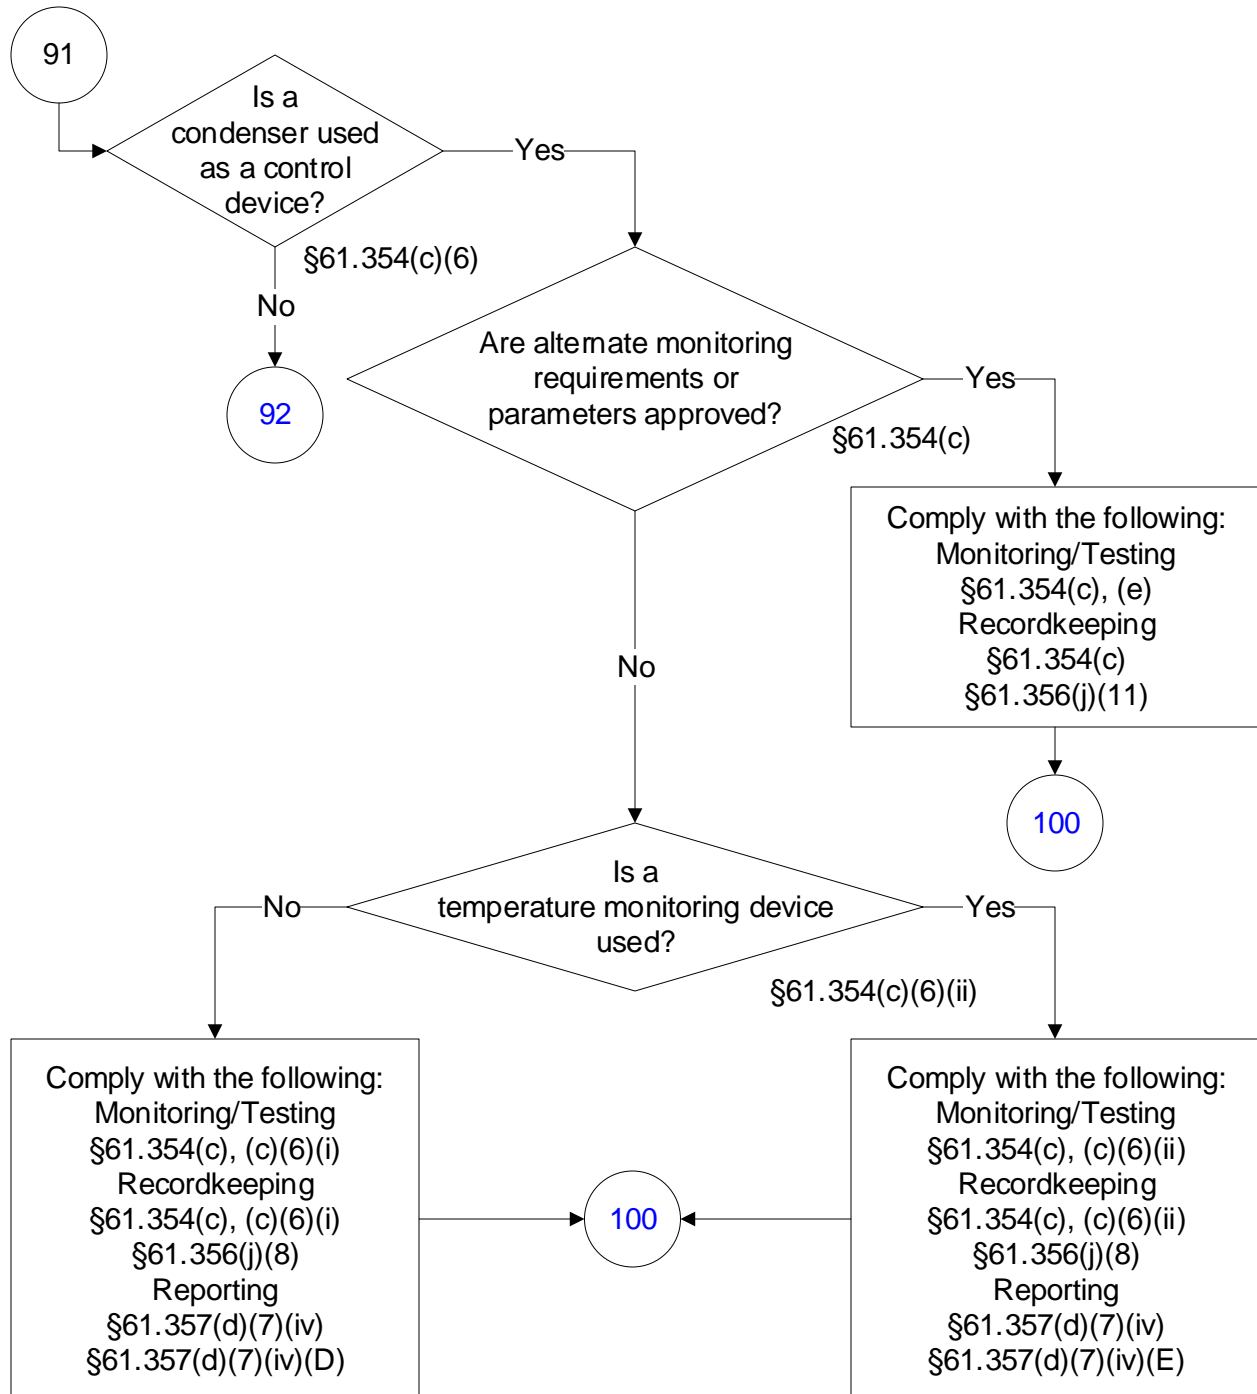 91
Is a
condenser used
as a control
device?
Yes
§61.354(c)(6)
No
92
Are alternate monitoring
requirements or
parameters approved?
Yes
§61.354(c)
Comply with the following:
Monitoring/Testing
§61.354(c), (e)
Recordkeeping
§61.354(c)
§61.356(j)(11)
100
No
Is a
temperature monitoring device
used?
No
Yes
§61.354(c)(6)(ii)
Comply with the following:
Monitoring/Testing
§61.354(c), (c)(6)(i)
Recordkeeping
§61.354(c), (c)(6)(i)
§61.356(j)(8)
Reporting
§61.357(d)(7)(iv)
§61.357(d)(7)(iv)(D)
100
Comply with the following:
Monitoring/Testing
§61.354(c), (c)(6)(ii)
Recordkeeping
§61.354(c), (c)(6)(ii)
§61.356(j)(8)
Reporting
§61.357(d)(7)(iv)
§61.357(d)(7)(iv)(E)